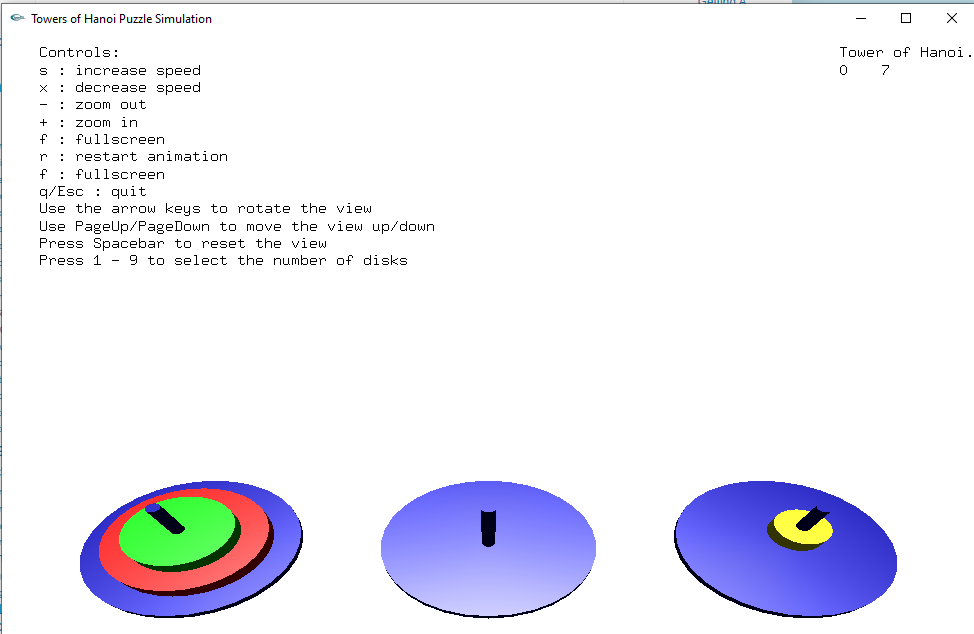 Towers of Hanoi Puzzle Simulation
Controls:
s : increase speed
x : decrease speed
- : zoom out
+ : zoom in
f : fullscreen
r : restart animation
f : fullscreen
q/Esc : quit
Use the arrow keys to rotate the view
Use PageUp/PageDown to move the view up/down
Press Spacebar to reset the view
Press 1 - 9 to select the number of disks
Tower of Hanoi.
0 7